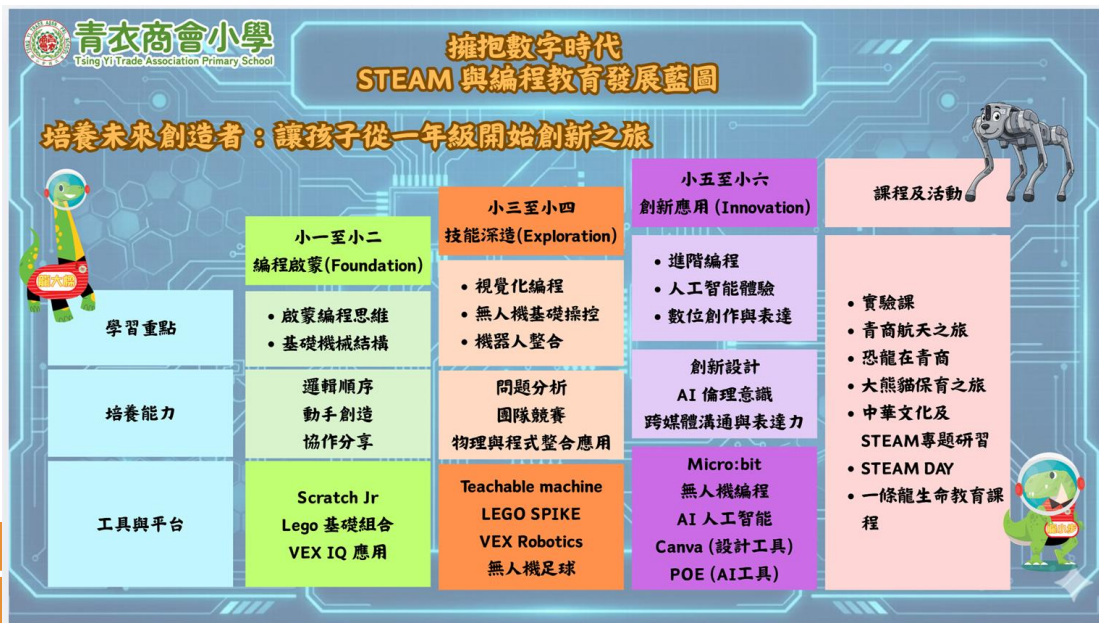 青衣商會小學
Tsing Yi Trade Association Primary School
擁抱數字時代
STEAM 與編程教育發展藍圖
培養未來創造者：讓孩子從一年級開始創新之旅
小一至小二
編程啟蒙(Foundation)
小三至小四
技能深造(Exploration)
小五至小六
創新應用 (Innovation)
課程及活動
學習重點
• 啟蒙編程思維
• 基礎機械結構
• 視覺化編程
• 無人機基礎操控
• 機器人整合
• 進階編程
• 人工智能體驗
• 數位創作與表達
培養能力
邏輯順序
動手創造
協作分享
問題分析
團隊競賽
物理與程式整合應用
創新設計
AI 倫理意識
跨媒體溝通與表達力
工具與平台
Scratch Jr
Lego 基礎組合
VEX IQ 應用
Teachable machine
LEGO SPIKE
VEX Robotics
無人機足球
Micro:bit
無人機編程
AI 人工智能
Canva (設計工具)
POE (AI工具)
• 實驗課
• 青商航天之旅
• 恐龍在青商
• 大熊貓保育之旅
• 中華文化及
STEAM專題研習
• STEAM DAY
• 一條龍生命教育課
程